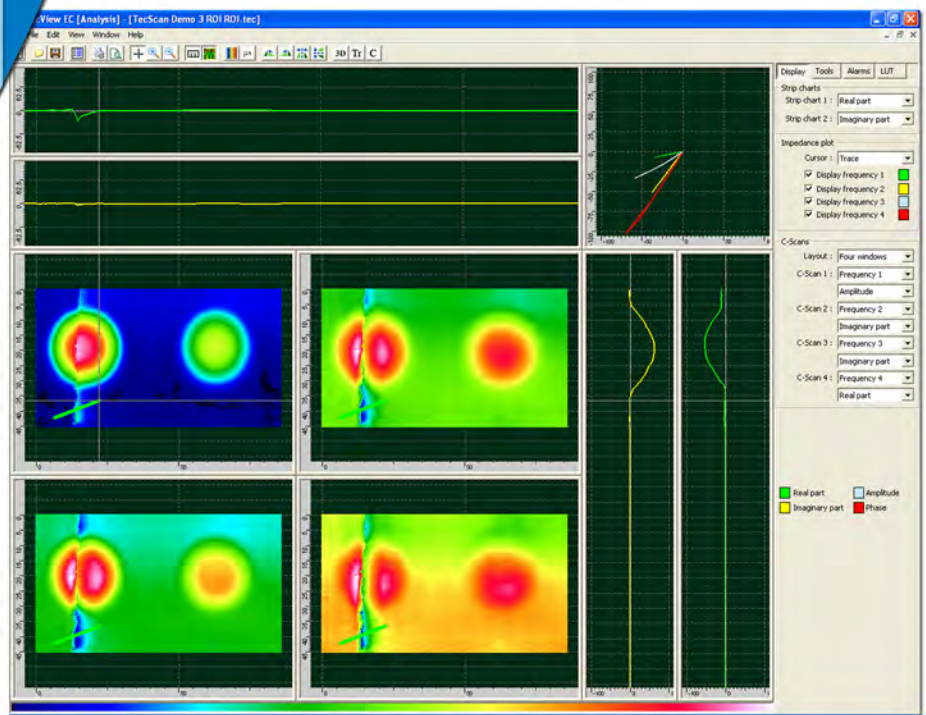 View EC [Analysis] - [TecScan Demo 3 ROI ROI.tec]
Edit View Window Help
3D Tr C
Display Tools Alarms LUT
Strip charts
Strip chart 1 : Real part
Strip chart 2 : Imaginary part
Impedance plot
Cursor : Trace
Display frequency 1
Display frequency 2
Display frequency 3
Display frequency 4
C-Scans
Layout : Four windows
C-Scan 1 : Frequency 1
Amplitude
C-Scan 2 : Frequency 2
Imaginary part
C-Scan 3 : Frequency 3
Imaginary part
C-Scan 4 : Frequency 4
Real part
Real part Amplitude
Imaginary part Phase